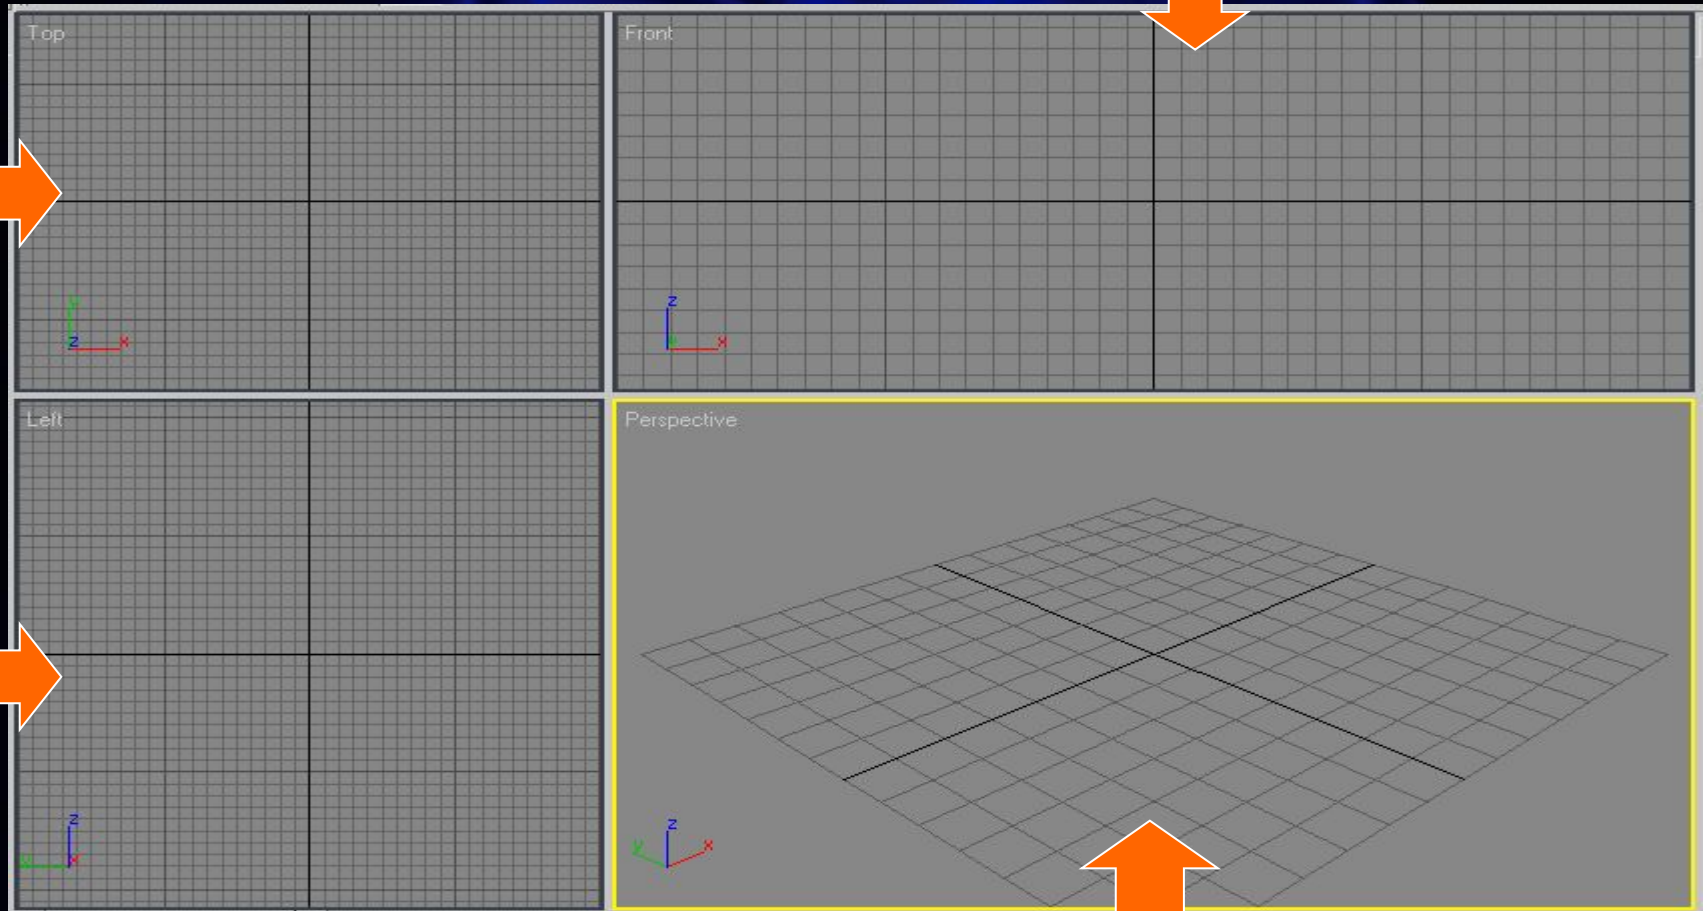 Top
Front
y
z
z x
y x
Left
Perspective
z
z
y x
y x